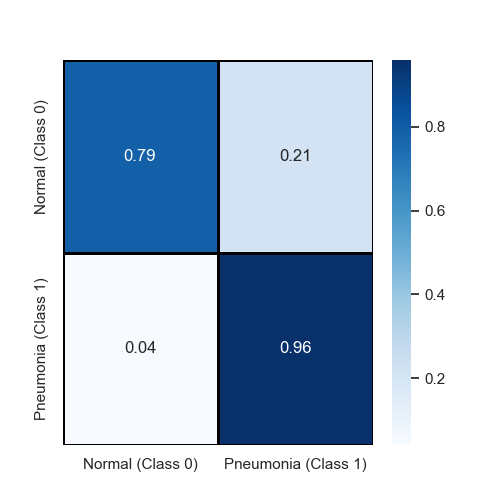 Normal (Class 0)
0.79
0.21
Pneumonia (Class 1)
0.04
0.96
Normal (Class 0)
Pneumonia (Class 1)
0.8
0.6
0.4
0.2